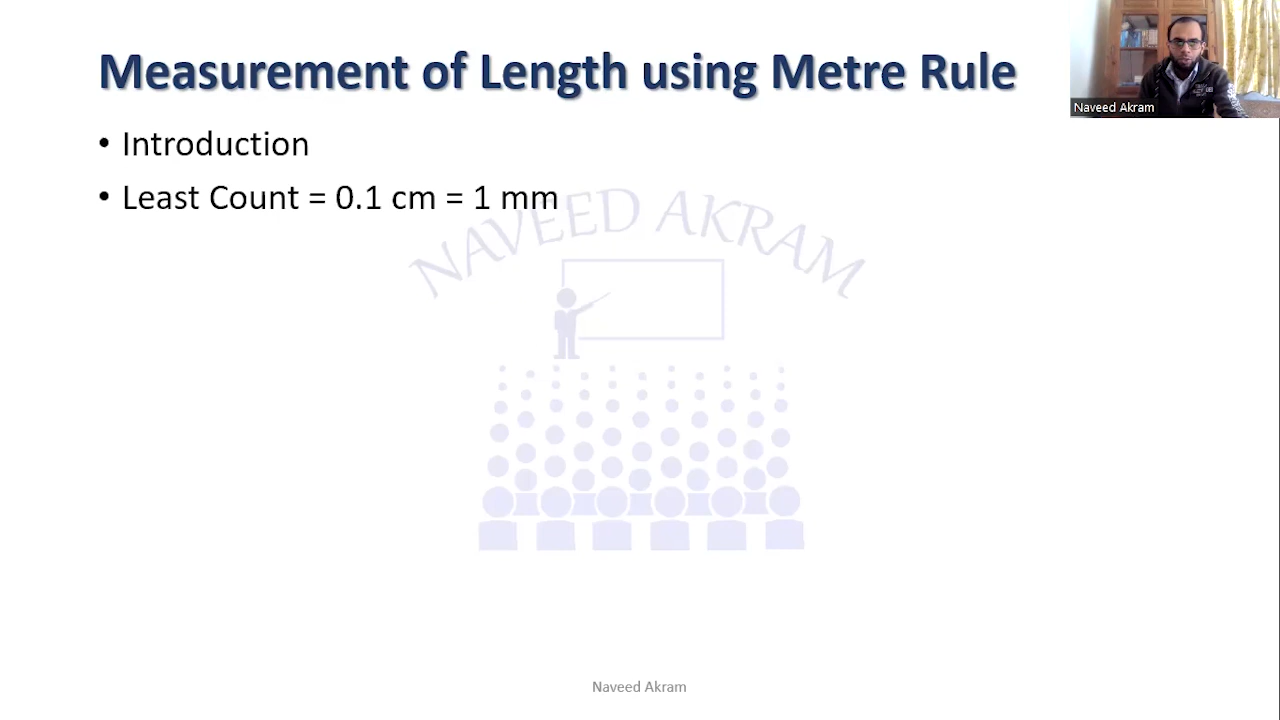 Measurement of Length using Metre Rule
Naveed Akram
• Introduction
• Least Count = 0.1 cm = 1 mm
NAVEED AKRAM
Naveed Akram